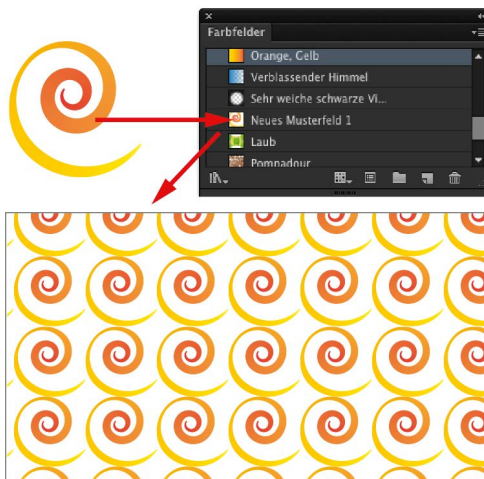 Farbfelder
Orange, Gelb
Verblassender Himmel
Sehr weiche schwarze Vi...
Neues Musterfeld 1
Laub
Pompadour